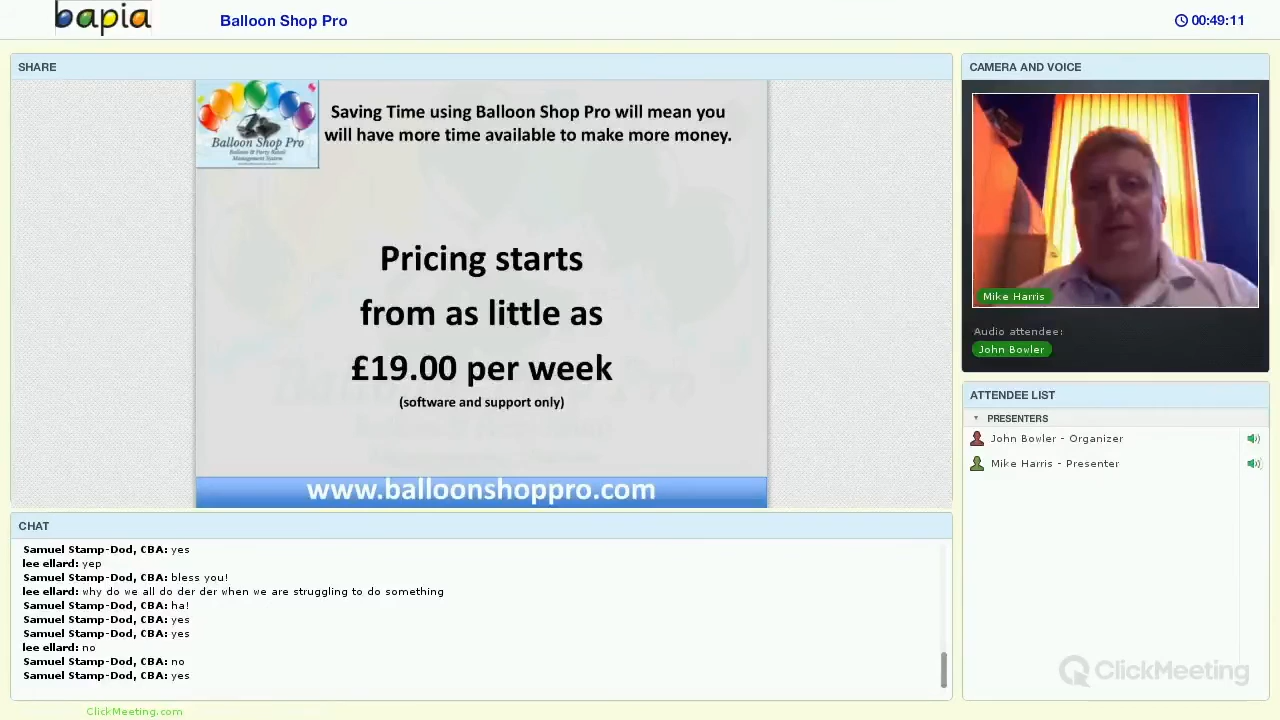 bapia
Balloon Shop Pro
00:49:11
SHARE
Balloon Shop Pro
Balloon & Party Retail
Management System
Saving Time using Balloon Shop Pro will mean you
will have more time available to make more money.
Pricing starts
from as little as
£19.00 per week
(software and support only)
www.balloonshoppro.com
CAMERA AND VOICE
Mike Harris
Audio attendee:
John Bowler
ATTENDEE LIST
PRESENTERS
John Bowler - Organizer
Mike Harris - Presenter
CHAT
Samuel Stamp-Dod, CBA: yes
lee ellard: yep
Samuel Stamp-Dod, CBA: bless you!
lee ellard: why do we all do der der when we are struggling to do something
Samuel Stamp-Dod, CBA: ha!
Samuel Stamp-Dod, CBA: yes
Samuel Stamp-Dod, CBA: yes
lee ellard: no
Samuel Stamp-Dod, CBA: no
Samuel Stamp-Dod, CBA: yes
ClickMeeting
ClickMeeting.com